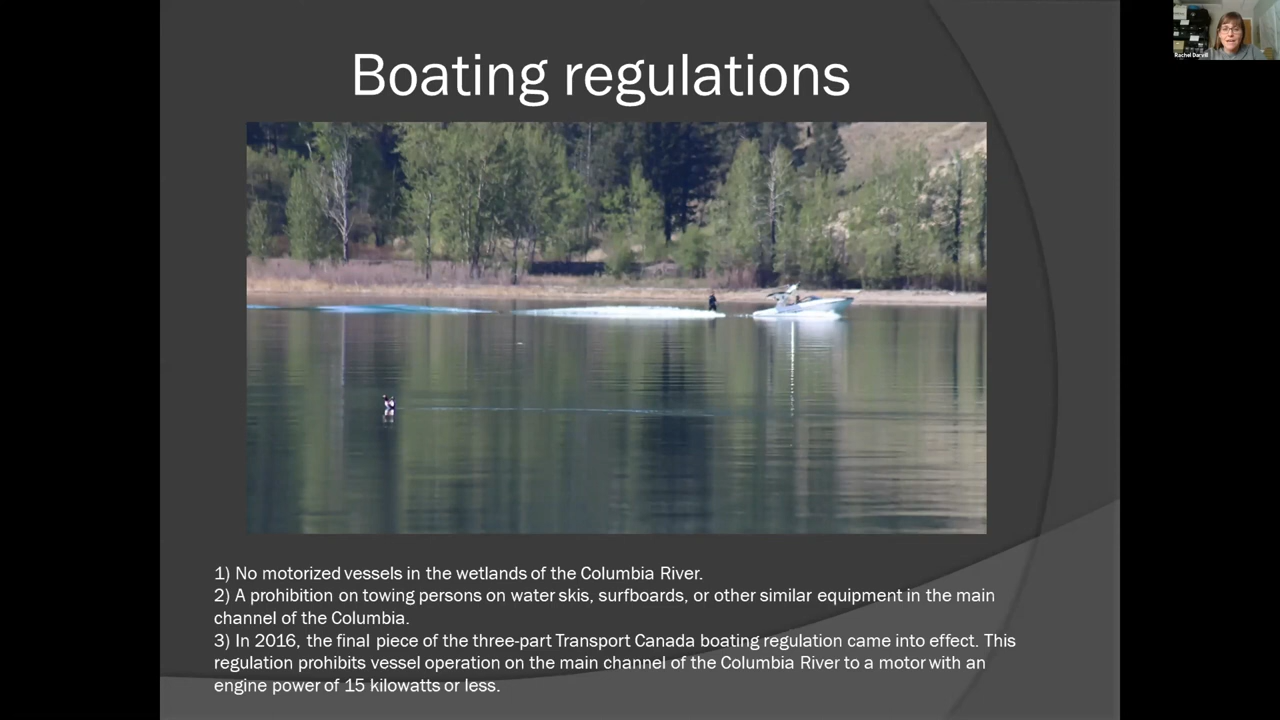 Boating regulations
Rachel Darvill
1) No motorized vessels in the wetlands of the Columbia River.
2) A prohibition on towing persons on water skis, surfboards, or other similar equipment in the main
channel of the Columbia.
3) In 2016, the final piece of the three-part Transport Canada boating regulation came into effect. This
regulation prohibits vessel operation on the main channel of the Columbia River to a motor with an
engine power of 15 kilowatts or less.